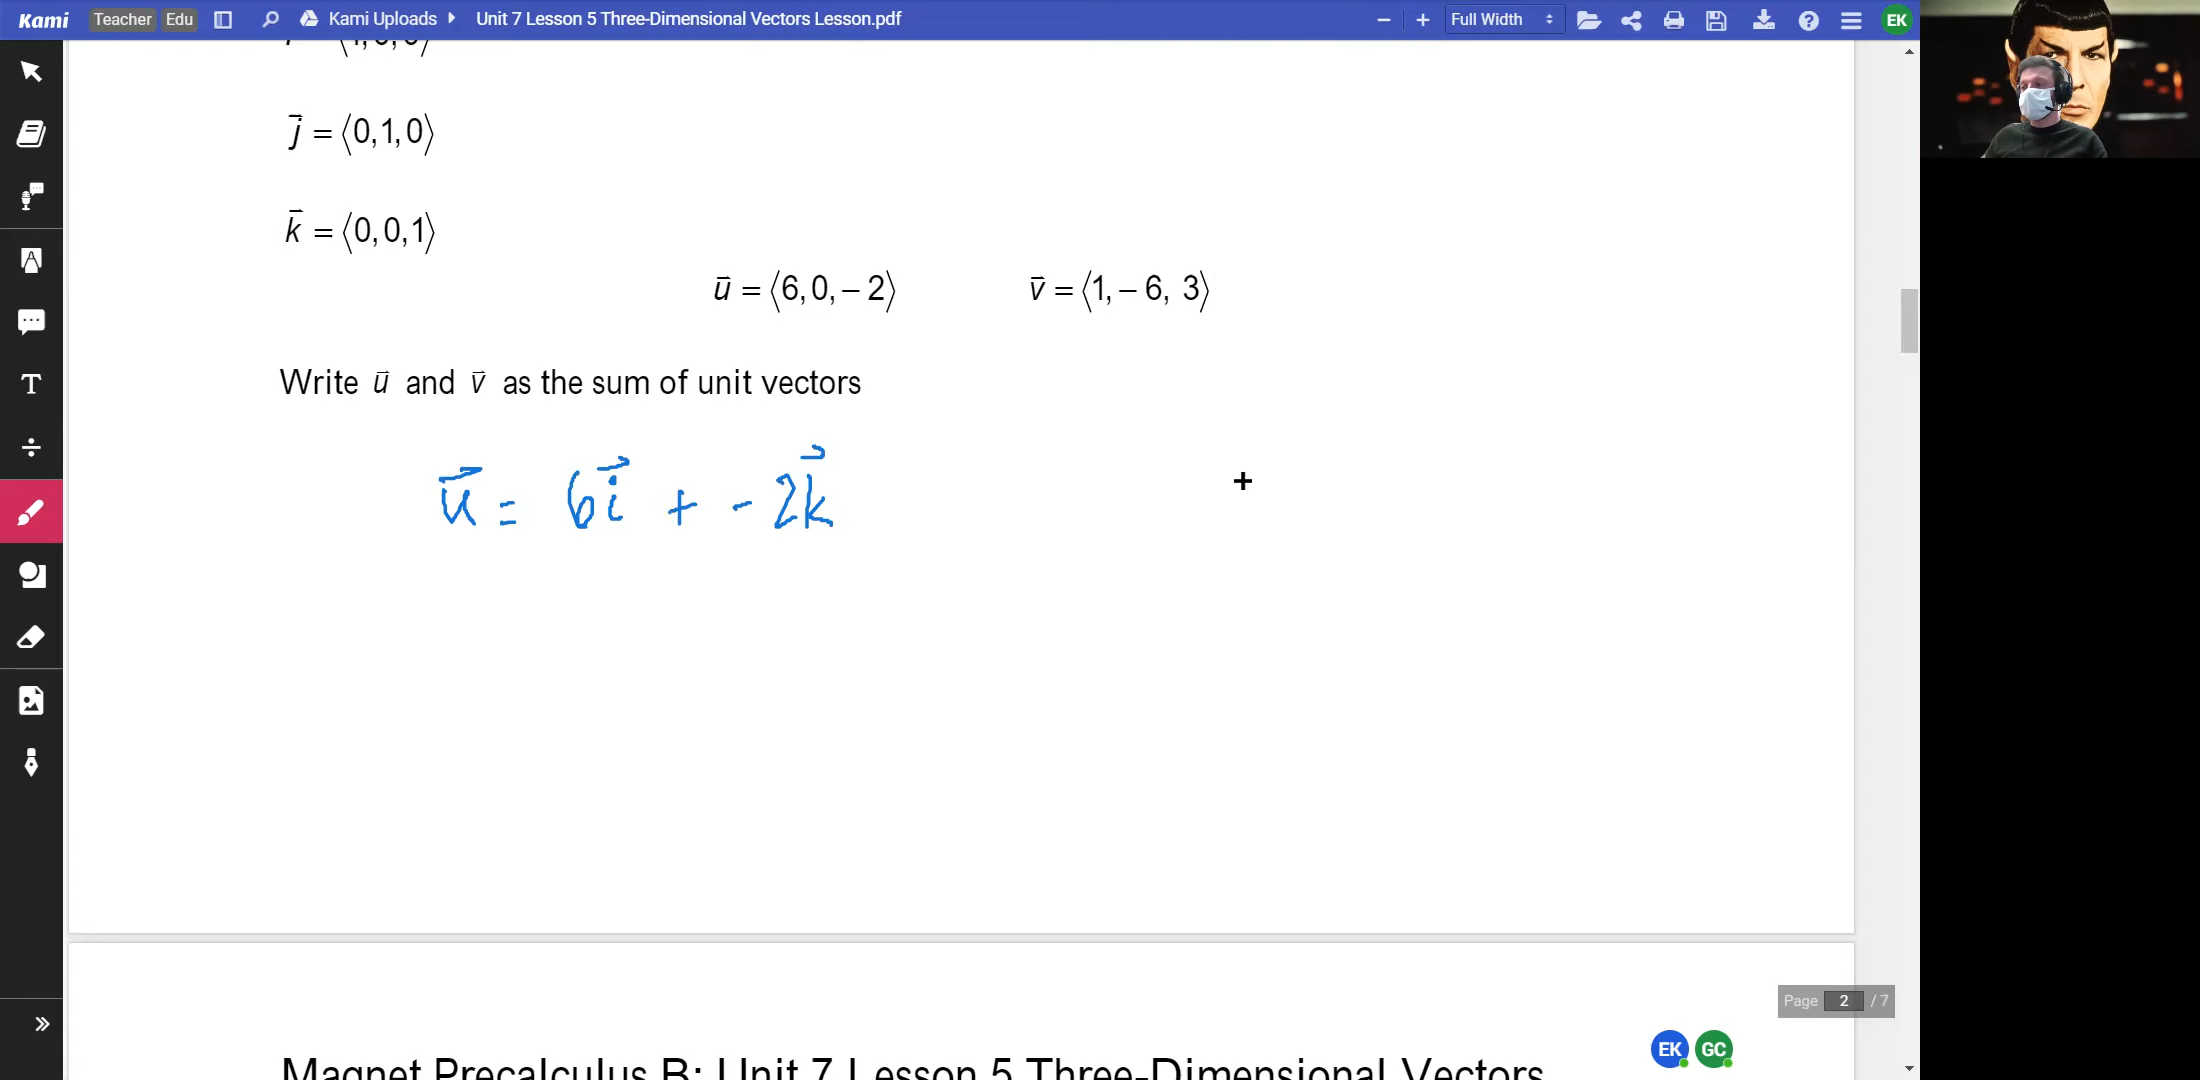 Kami Teacher Edu Kami Uploads Unit 7 Lesson 5 Three-Dimensional Vectors Lesson.pdf Full Width EK
j⃗ = ⟨0,1,0⟩
k⃗ = ⟨0,0,1⟩
u⃗ = ⟨6,0,– 2⟩ v⃗ = ⟨1,– 6, 3⟩
Write u⃗ and v⃗ as the sum of unit vectors
u⃗ = 6i⃗ + - 2k⃗
Page 2 / 7
EK GC
Magnet Precalculus B: Unit 7 Lesson 5 Three-Dimensional Vectors